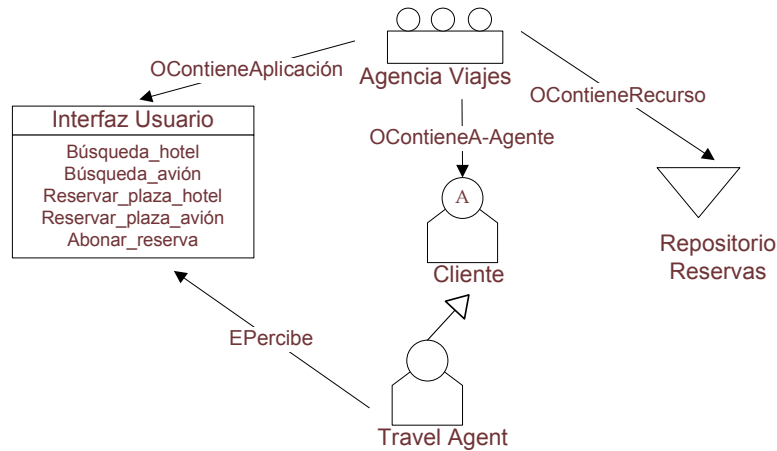 Agencia Viajes
OContieneAplicación
OContieneRecurso
OContieneA-Agente
Interfaz Usuario
Búsqueda_hotel
Búsqueda_avión
Reservar_plaza_hotel
Reservar_plaza_avión
Abonar_reserva
A
Cliente
Repositorio
Reservas
EPercibe
Travel Agent